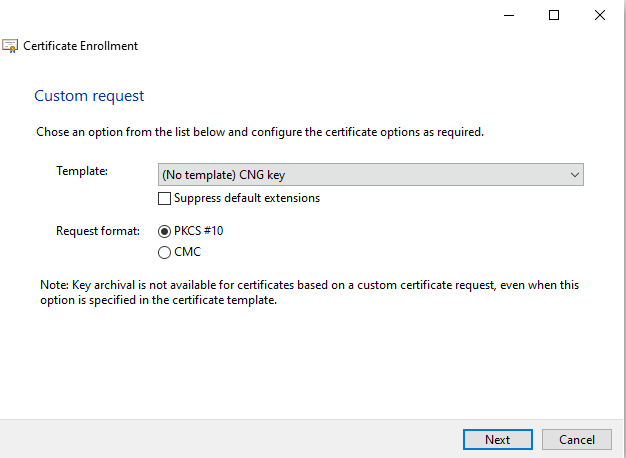 Certificate Enrollment
Custom request
Chose an option from the list below and configure the certificate options as required.
Template:
(No template) CNG key
Suppress default extensions
Request format:
PKCS #10
CMC
Note: Key archival is not available for certificates based on a custom certificate request, even when this
option is specified in the certificate template.
Next
Cancel